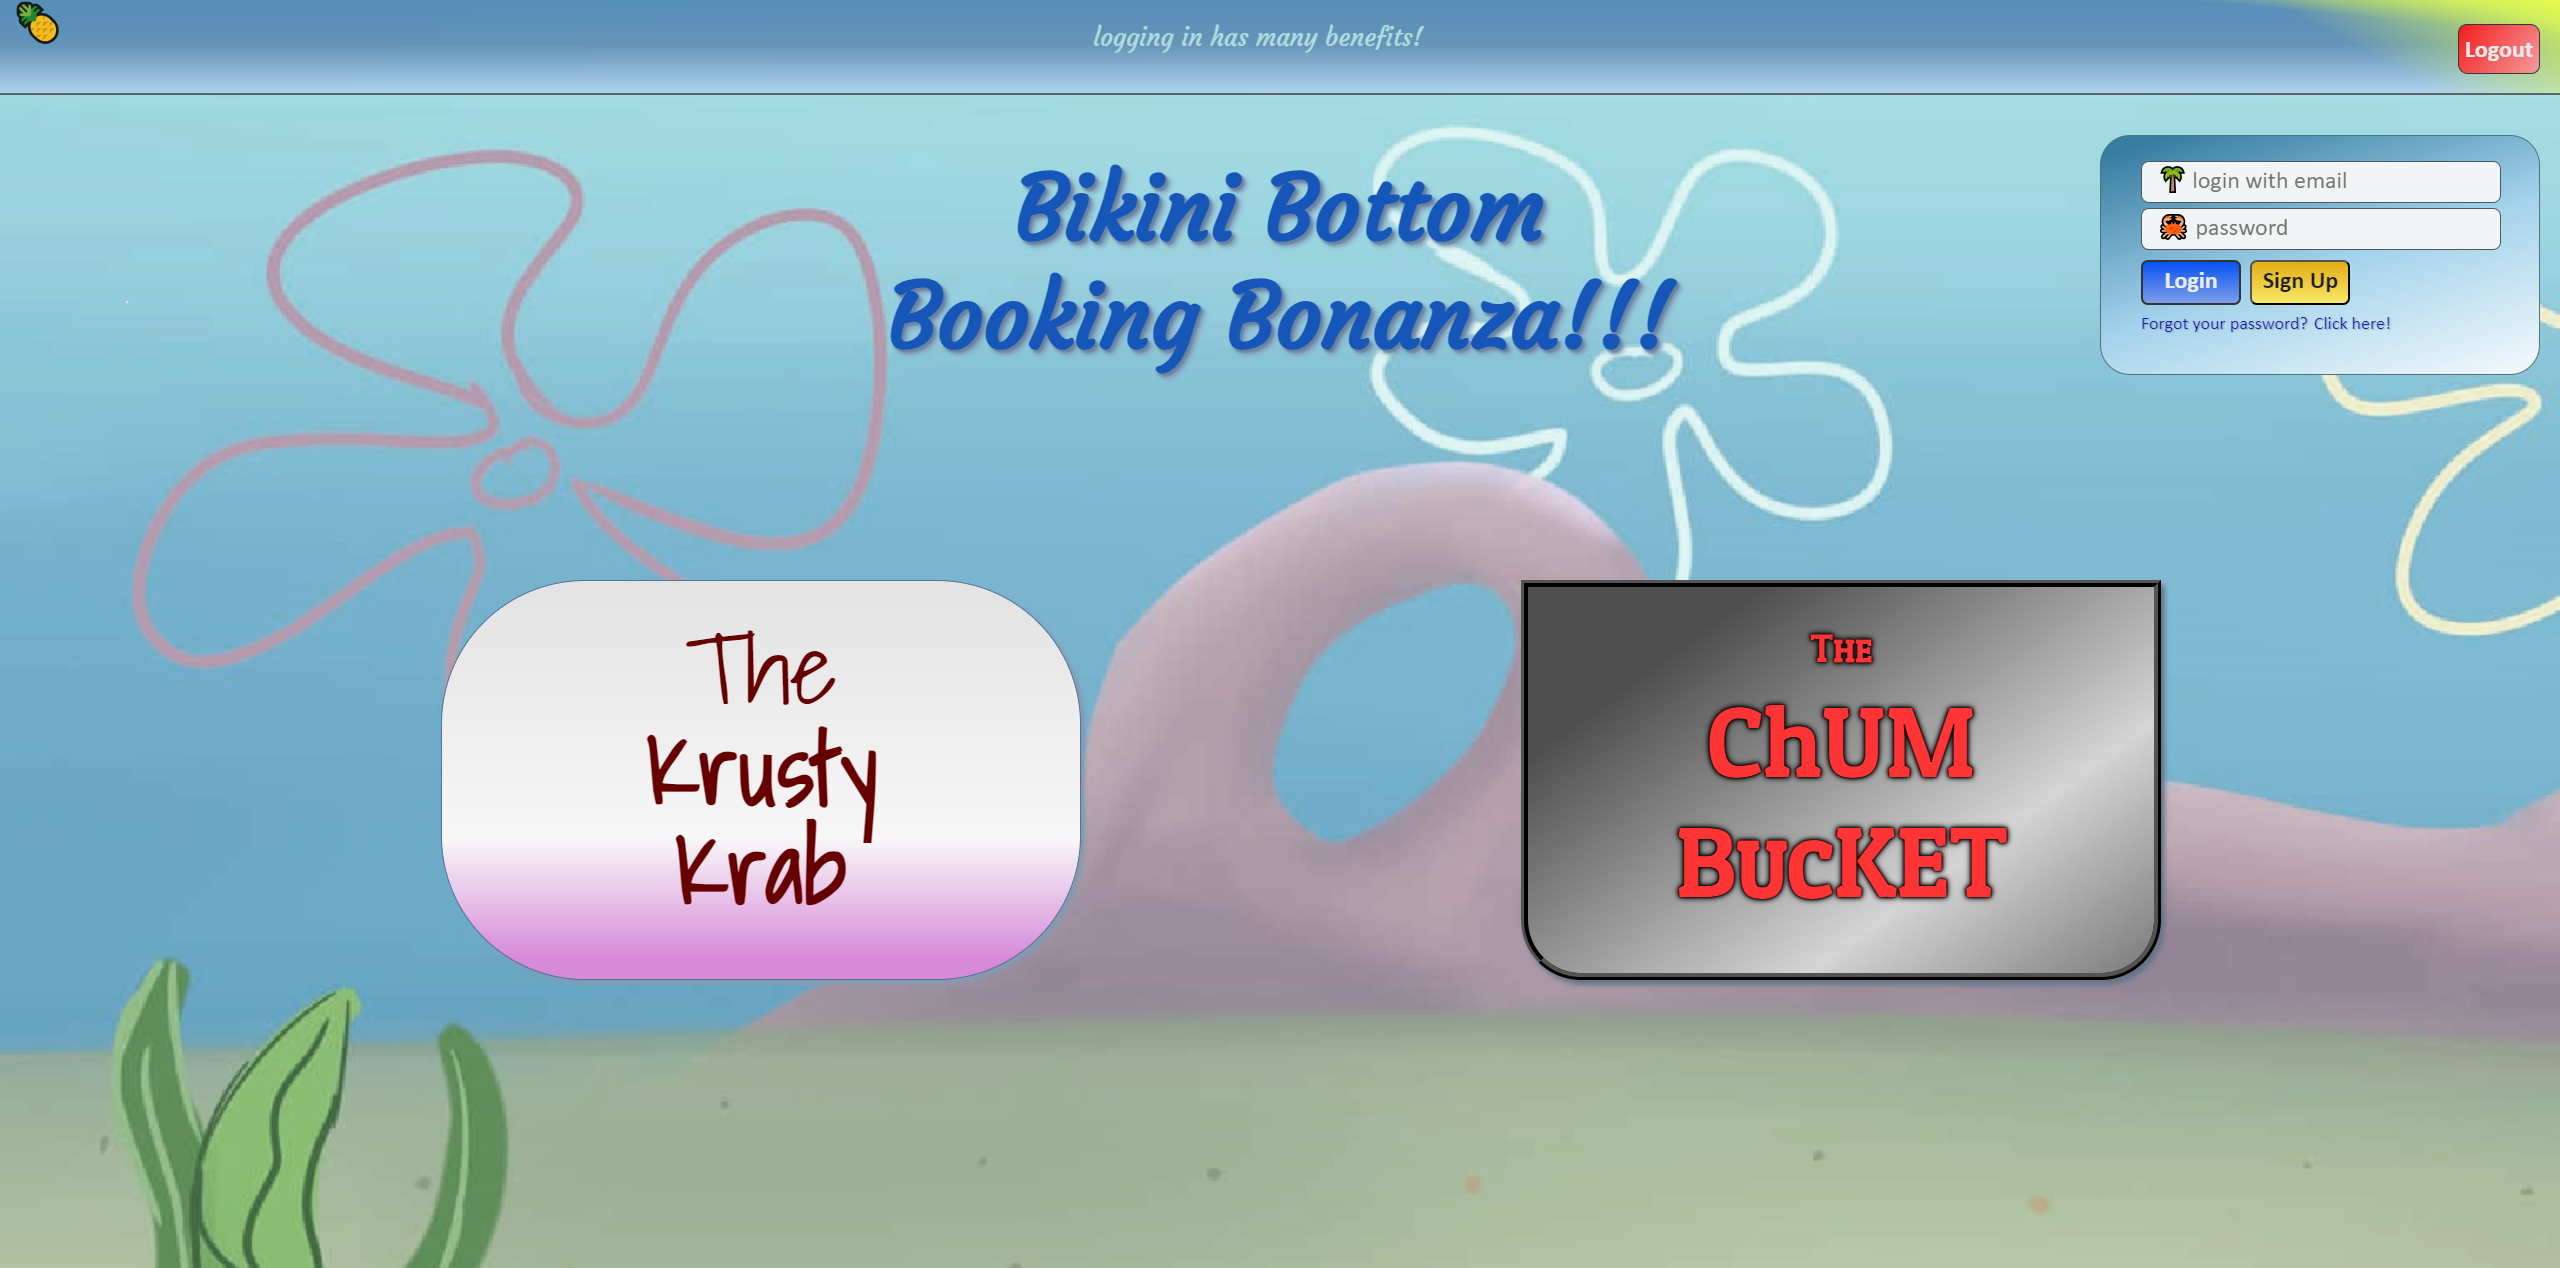 logging in has many benefits!
Logout
Bikini Bottom
Booking Bonanza!!!
login with email
password
Login
Sign Up
Forgot your password? Click here!
The
Krusty
Krab
THE
ChUM
BucKET